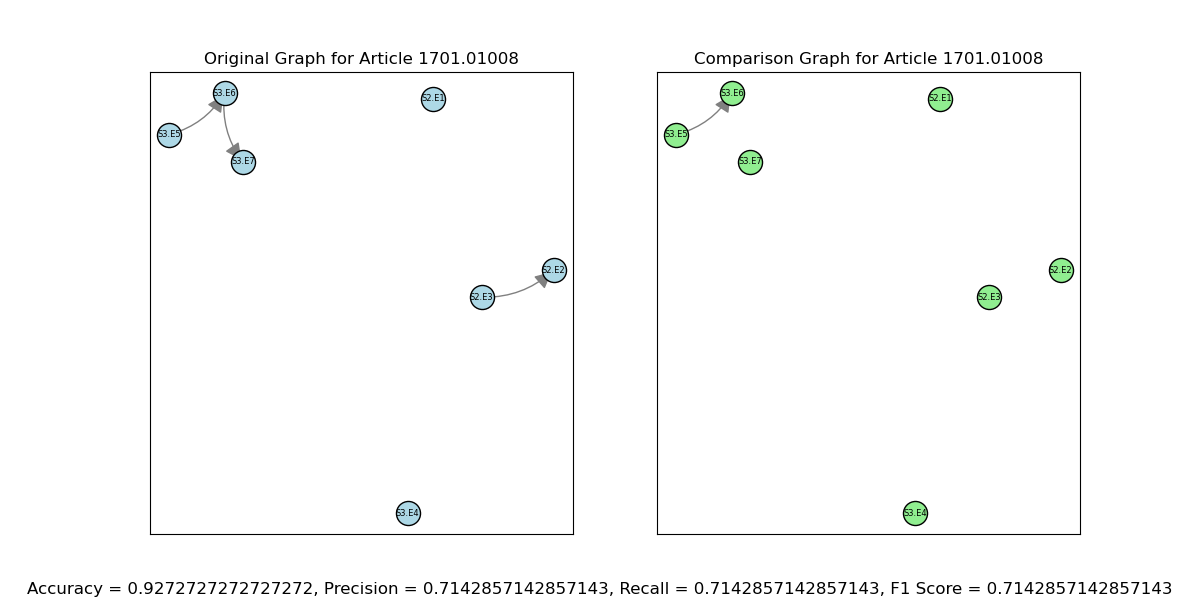 Original Graph for Article 1701.01008
Comparison Graph for Article 1701.01008
S3.E6
S2.E1
S3.E5
S3.E7
S2.E2
S2.E3
S3.E4
S3.E6
S2.E1
S3.E5
S3.E7
S2.E2
S2.E3
S3.E4
Accuracy = 0.9272727272727272, Precision = 0.7142857142857143, Recall = 0.7142857142857143, F1 Score = 0.7142857142857143